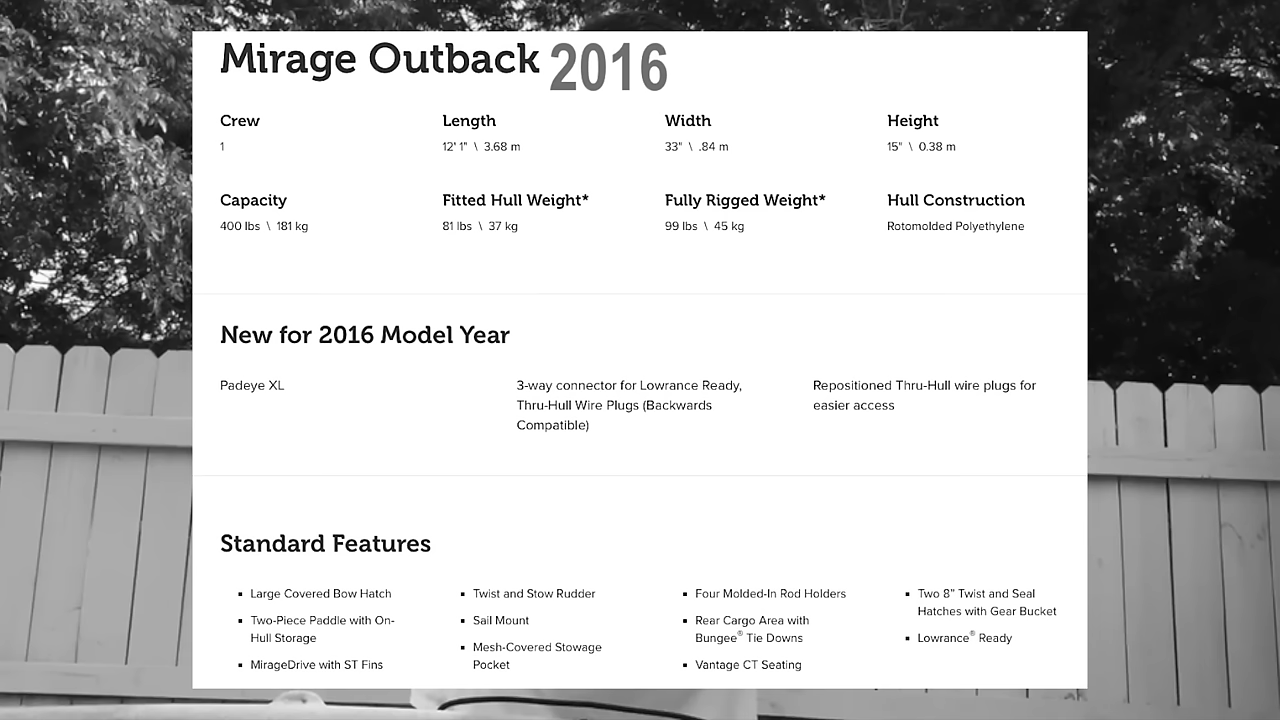 Mirage Outback 2016
Crew
Length
Width
Height
1
12' 1" \ 3.68 m
33" \ .84 m
15" \ 0.38 m
Capacity
Fitted Hull Weight*
Fully Rigged Weight*
Hull Construction
400 lbs \ 181 kg
81 lbs \ 37 kg
99 lbs \ 45 kg
Rotomolded Polyethylene
New for 2016 Model Year
Padeye XL
3-way connector for Lowrance Ready,
Thru-Hull Wire Plugs (Backwards
Compatible)
Repositioned Thru-Hull wire plugs for
easier access
Standard Features
▪ Large Covered Bow Hatch
▪ Two-Piece Paddle with On-
Hull Storage
▪ MirageDrive with ST Fins
▪ Twist and Stow Rudder
▪ Sail Mount
▪ Mesh-Covered Stowage
Pocket
▪ Four Molded-In Rod Holders
▪ Rear Cargo Area with
Bungee® Tie Downs
▪ Vantage CT Seating
▪ Two 8" Twist and Seal
Hatches with Gear Bucket
▪ Lowrance® Ready